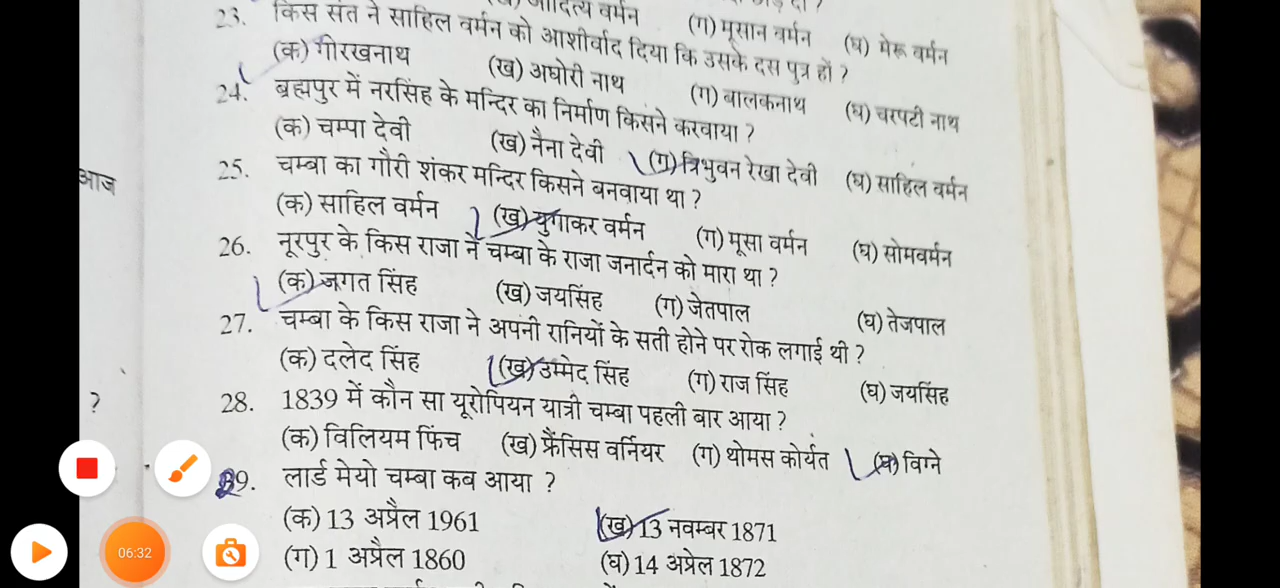 आदित्य वर्मन (ग) मूसान वर्मन (घ) मेरू वर्मन
23. किस संत ने साहिल वर्मन को आशीर्वाद दिया कि उसके दस पुत्र हों ?
(क) गोरखनाथ (ख) अघोरी नाथ (ग) बालकनाथ (घ) चरपटी नाथ
24. ब्रह्मपुर में नरसिंह के मन्दिर का निर्माण किसने करवाया ?
(क) चम्पा देवी (ख) नैना देवी (ग) त्रिभुवन रेखा देवी (घ) साहिल वर्मन
25. चम्बा का गौरी शंकर मन्दिर किसने बनवाया था ?
(क) साहिल वर्मन (ख) युगाकर वर्मन (ग) मूसा वर्मन (घ) सोमवर्मन
26. नूरपुर के किस राजा ने चम्बा के राजा जनार्दन को मारा था ?
(क) जगत सिंह (ख) जयसिंह (ग) जेतपाल (घ) तेजपाल
27. चम्बा के किस राजा ने अपनी रानियों के सती होने पर रोक लगाई थी ?
(क) दलेद सिंह (ख) उम्मेद सिंह (ग) राज सिंह (घ) जयसिंह
28. 1839 में कौन सा यूरोपियन यात्री चम्बा पहली बार आया ?
(क) विलियम फिंच (ख) फ्रैंसिस वर्नियर (ग) थोमस कोर्यत (घ) विग्ने
29. लार्ड मेयो चम्बा कब आया ?
(क) 13 अप्रैल 1961 (ख) 13 नवम्बर 1871
(ग) 1 अप्रैल 1860 (घ) 14 अप्रेल 1872
आज
?
06:32